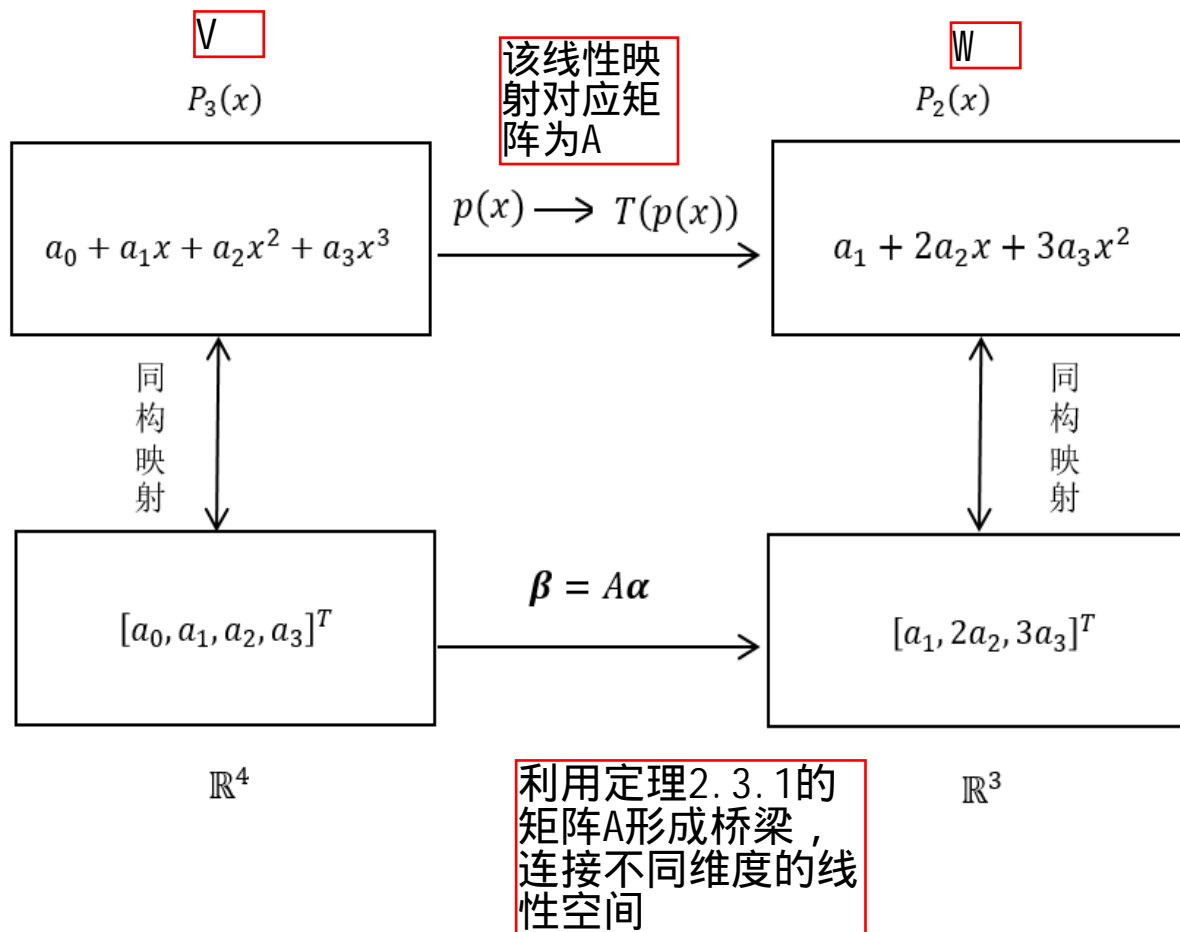 V
W
P₃(x)
该线性映
射对应矩
阵为A
P₂(x)
p(x) ⟶ T(p(x))
a₀ + a₁x + a₂x² + a₃x³
a₁ + 2a₂x + 3a₃x²
同
构
映
射
同
构
映
射
β = Aα
[a₀, a₁, a₂, a₃]ᵀ
[a₁, 2a₂, 3a₃]ᵀ
ℝ⁴
利用定理2.3.1的
矩阵A形成桥梁，
连接不同维度的线
性空间
ℝ³